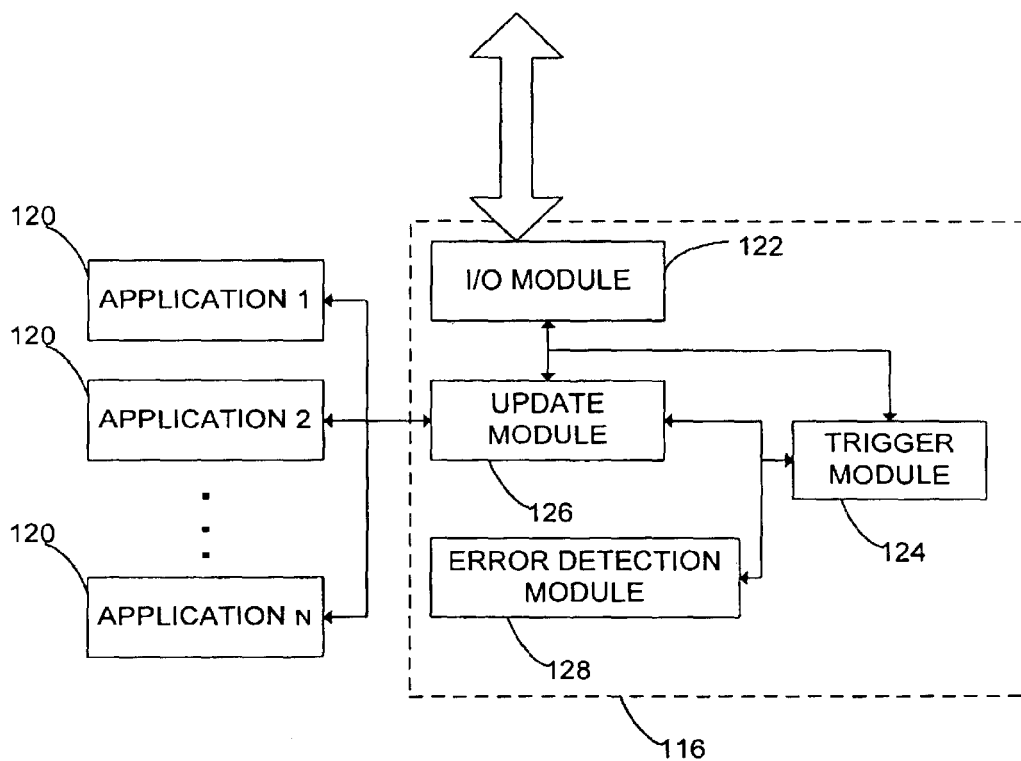 120
APPLICATION 1
120
APPLICATION 2
120
APPLICATION N
I/O MODULE
122
UPDATE
MODULE
126
TRIGGER
MODULE
124
ERROR DETECTION
MODULE
128
116